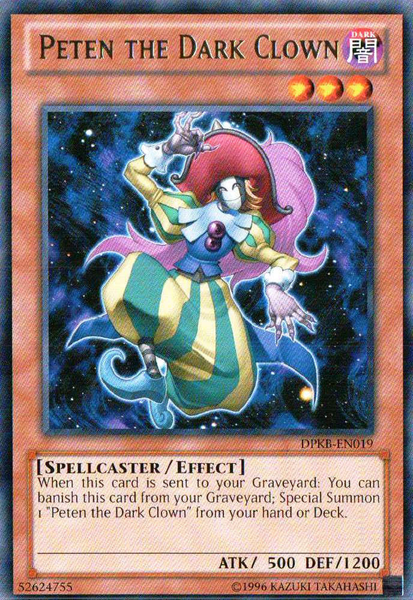 PETEN THE DARK CLOWN
DARK
闇
DPKB-EN019
[SPELLCASTER / EFFECT]
When this card is sent to your Graveyard: You can
banish this card from your Graveyard; Special Summon
1 "Peten the Dark Clown" from your hand or Deck.
ATK/ 500 DEF/1200
52624755
©1996 KAZUKI TAKAHASHI